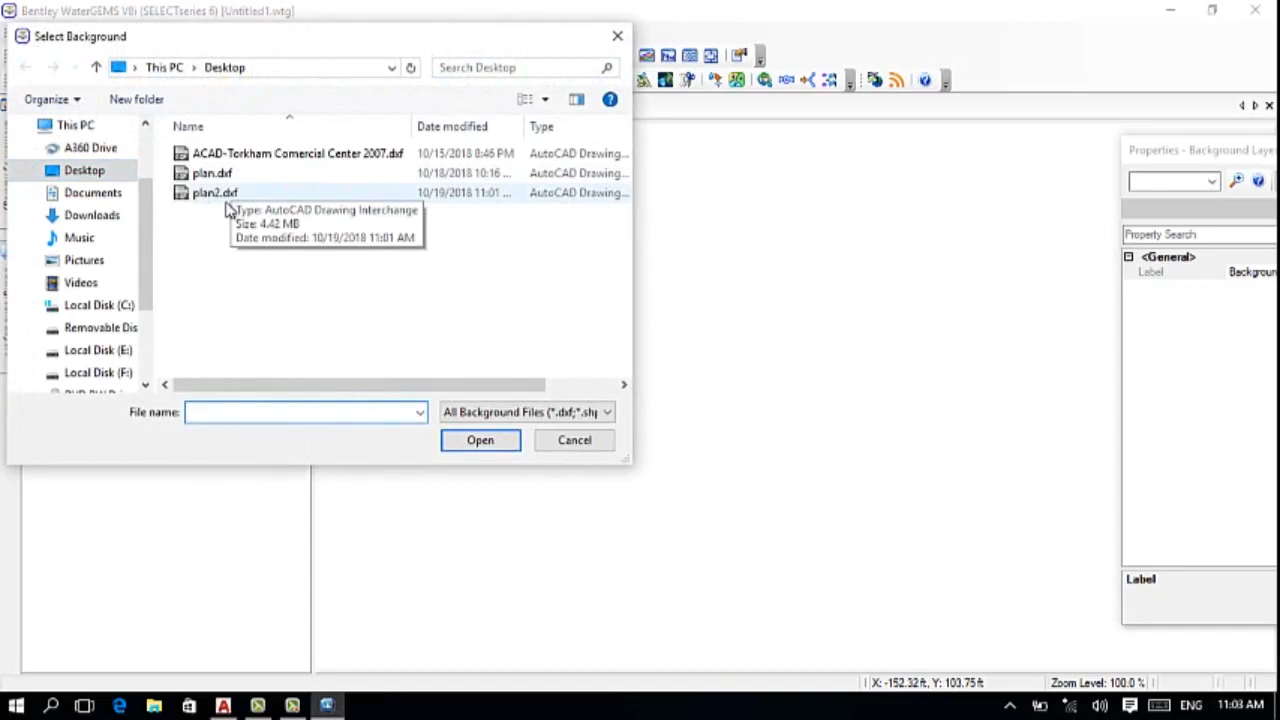 Bentley WaterGEMS V8i (SELECTseries 6) [Untitled1.wtg]
Select Background
This PC
Desktop
Search Desktop
Organize
New folder
This PC
A360 Drive
Desktop
Documents
Downloads
Music
Pictures
Videos
Local Disk (C:)
Removable Dis
Local Disk (E:)
Local Disk (F:)
Name
Date modified
Type
ACAD-Torkham Comercial Center 2007.dxf
10/15/2018 8:46 PM
AutoCAD Drawing...
plan.dxf
10/18/2018 10:16 ...
AutoCAD Drawing...
plan2.dxf
10/19/2018 11:01 ...
AutoCAD Drawing...
Type: AutoCAD Drawing Interchange
Size: 4.42 MB
Date modified: 10/19/2018 11:01 AM
File name:
All Background Files (*.dxf;*.shp
Open
Cancel
Properties - Background Laye
Property Search
<General>
Label
Backgroun
Label
X: -152.32ft, Y: 103.75ft
Zoom Level: 100.0 %
ENG
11:03 AM